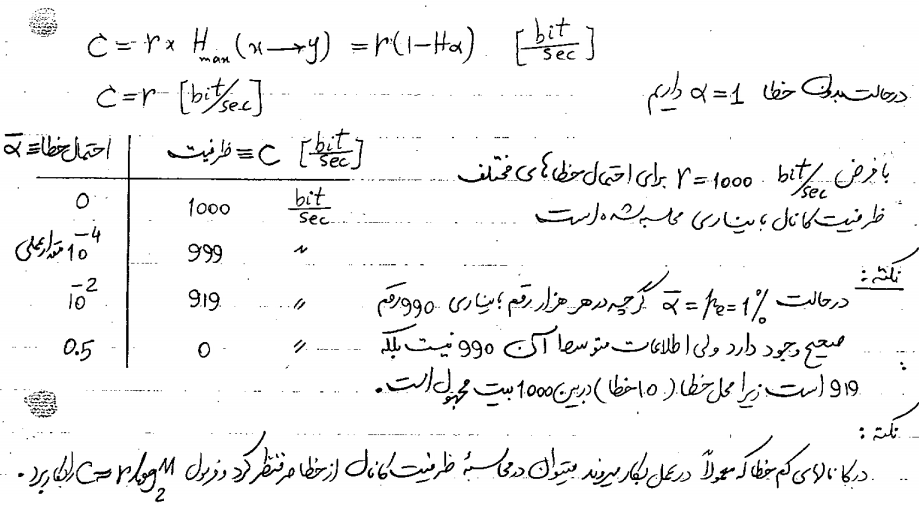 C = r × H_max (x → y) = r(1 − Hα) [bit/sec]
درحالت بدون خطا α = 1 داریم
C = r [bit/sec]
احتمال خطا ≡ ᾱ | ظرفیت ≡ C [bit/sec]
0 | 1000 bit/sec
10⁻⁴ مقدار عملی | 999 "
10⁻² | 919 "
0.5 | 0 "
با فرض r = 1000 bit/sec برای احتمال خطاهای مختلف
ظرفیت کانال باینری محاسبه شده است
نکته :
درحالت ᾱ = Pe = 1% گرچه در هر هزار رقم باینری 990 رقم
صحیح وجود دارد ولی اطلاعات متوسط آن 990 نیست بلکه
919 است زیرا محل خطا (10 خطا) در بین 1000 بیت مجهول است.
نکته :
در کانالهای کم خطا که معمولاً در عمل بکار میروند میتوان در محاسبهٔ ظرفیت کانال از خطا صرفنظر کرد و فرمول C = r log₂M را بکار برد.